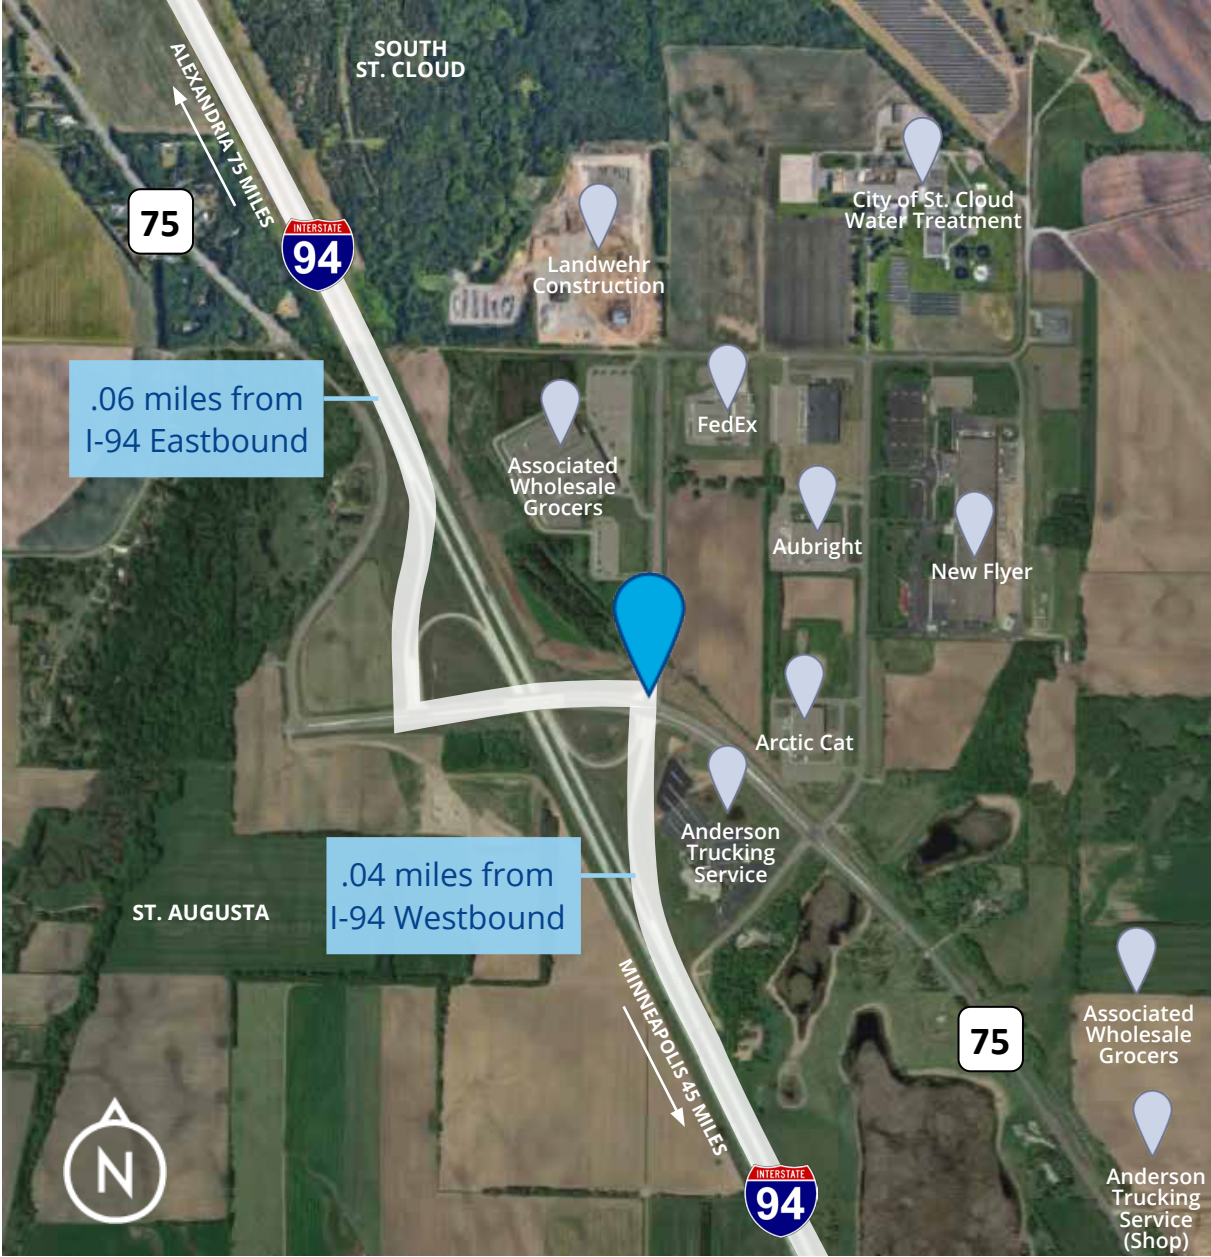 SOUTH
ST. CLOUD
ALEXANDRIA 75 MILES
75
INTERSTATE
94
City of St. Cloud
Water Treatment
Landwehr
Construction
.06 miles from
I-94 Eastbound
FedEx
Associated
Wholesale
Grocers
Aubright
New Flyer
Arctic Cat
Anderson
Trucking
Service
.04 miles from
I-94 Westbound
ST. AUGUSTA
MINNEAPOLIS 45 MILES
75
Associated
Wholesale
Grocers
N
INTERSTATE
94
Anderson
Trucking
Service
(Shop)